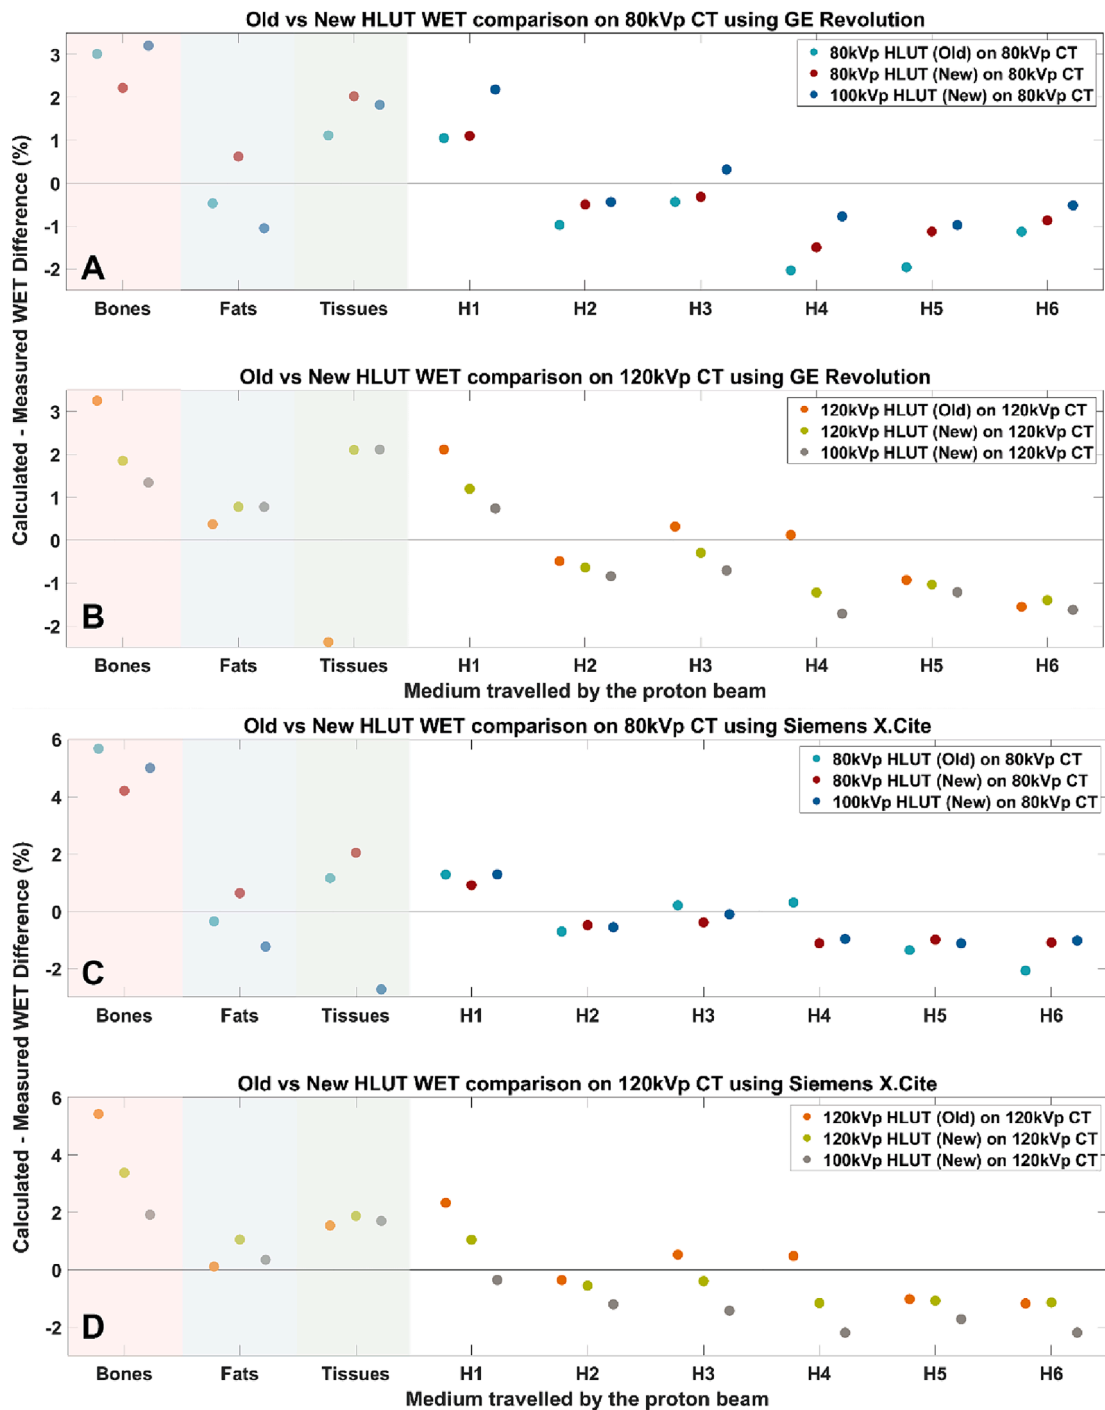 Old vs New HLUT WET comparison on 80kVp CT using GE Revolution
Calculated - Measured WET Difference (%)
3
2
1
0
-1
-2
80kVp HLUT (Old) on 80kVp CT
80kVp HLUT (New) on 80kVp CT
100kVp HLUT (New) on 80kVp CT
A
Bones Fats Tissues H1 H2 H3 H4 H5 H6
Old vs New HLUT WET comparison on 120kVp CT using GE Revolution
3
2
1
0
-1
-2
120kVp HLUT (Old) on 120kVp CT
120kVp HLUT (New) on 120kVp CT
100kVp HLUT (New) on 120kVp CT
B
Bones Fats Tissues H1 H2 H3 H4 H5 H6
Medium travelled by the proton beam
Old vs New HLUT WET comparison on 80kVp CT using Siemens X.Cite
Calculated - Measured WET Difference (%)
6
4
2
0
-2
80kVp HLUT (Old) on 80kVp CT
80kVp HLUT (New) on 80kVp CT
100kVp HLUT (New) on 80kVp CT
C
Bones Fats Tissues H1 H2 H3 H4 H5 H6
Old vs New HLUT WET comparison on 120kVp CT using Siemens X.Cite
6
4
2
0
-2
120kVp HLUT (Old) on 120kVp CT
120kVp HLUT (New) on 120kVp CT
100kVp HLUT (New) on 120kVp CT
D
Bones Fats Tissues H1 H2 H3 H4 H5 H6
Medium travelled by the proton beam